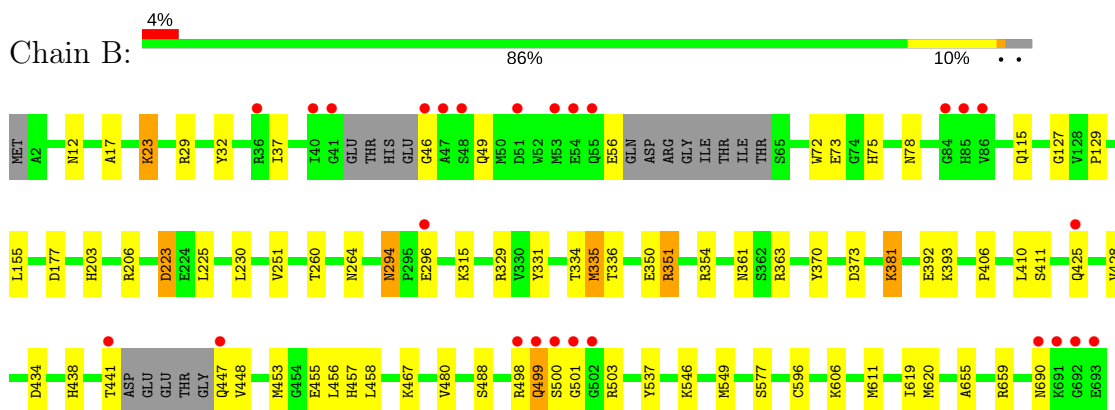 4%
Chain B:
86% 10% • •
MET A2 N12 A17 K23 R29 Y32 R36 I37 I40 G41 GLU THR HIS GLU G46 A47 S48 Q49 M50 D51 W52 M53 E54 Q55 E56 GLN ASP ARG GLY ILE THR ILE THR S65 W72 E73 G74 H75 N78 G84 H85 V86 Q115 G127 V128 P129
L155 D177 H203 R206 D223 E224 L225 L230 V251 T260 N264 N294 P295 E296 K315 R329 V330 Y331 T334 M335 T336 E350 R351 R354 N361 S362 R363 Y370 D373 K381 E392 K393 P406 L410 S411 Q425
D434 H438 T441 ASP GLU GLU THR GLY Q447 V448 M453 G454 E455 L456 H457 L458 K467 V480 S488 R498 Q499 S500 G501 G502 R503 Y537 K546 M549 S577 C596 K606 M611 I619 M620 A655 R659 N690 K691 G692 E693